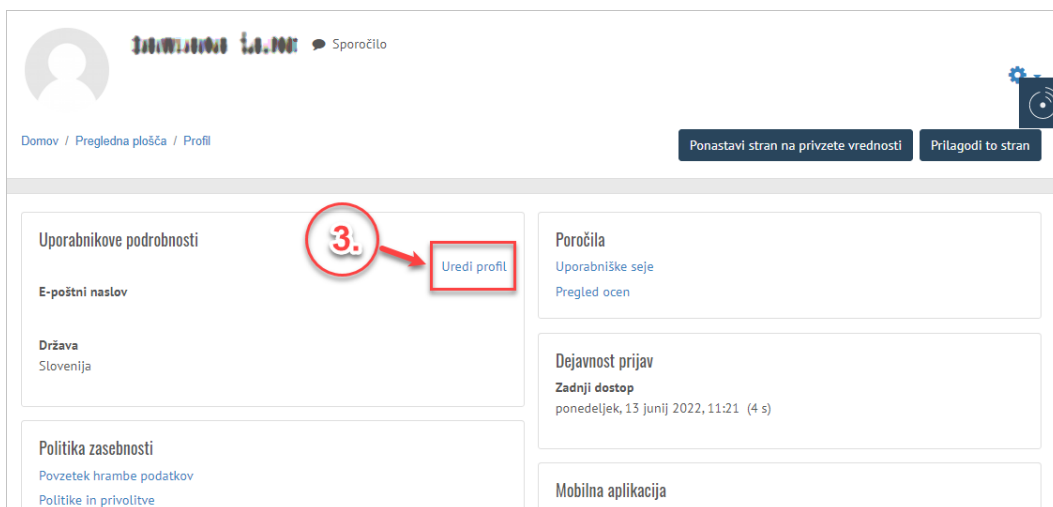 Sporočilo
Domov / Pregledna plošča / Profil
Ponastavi stran na privzete vrednosti
Prilagodi to stran
Uporabnikove podrobnosti
3.
Uredi profil
E-poštni naslov
Država
Slovenija
Politika zasebnosti
Povzetek hrambe podatkov
Politike in privolitve
Poročila
Uporabniške seje
Pregled ocen
Dejavnost prijav
Zadnji dostop
ponedeljek, 13 junij 2022, 11:21 (4 s)
Mobilna aplikacija